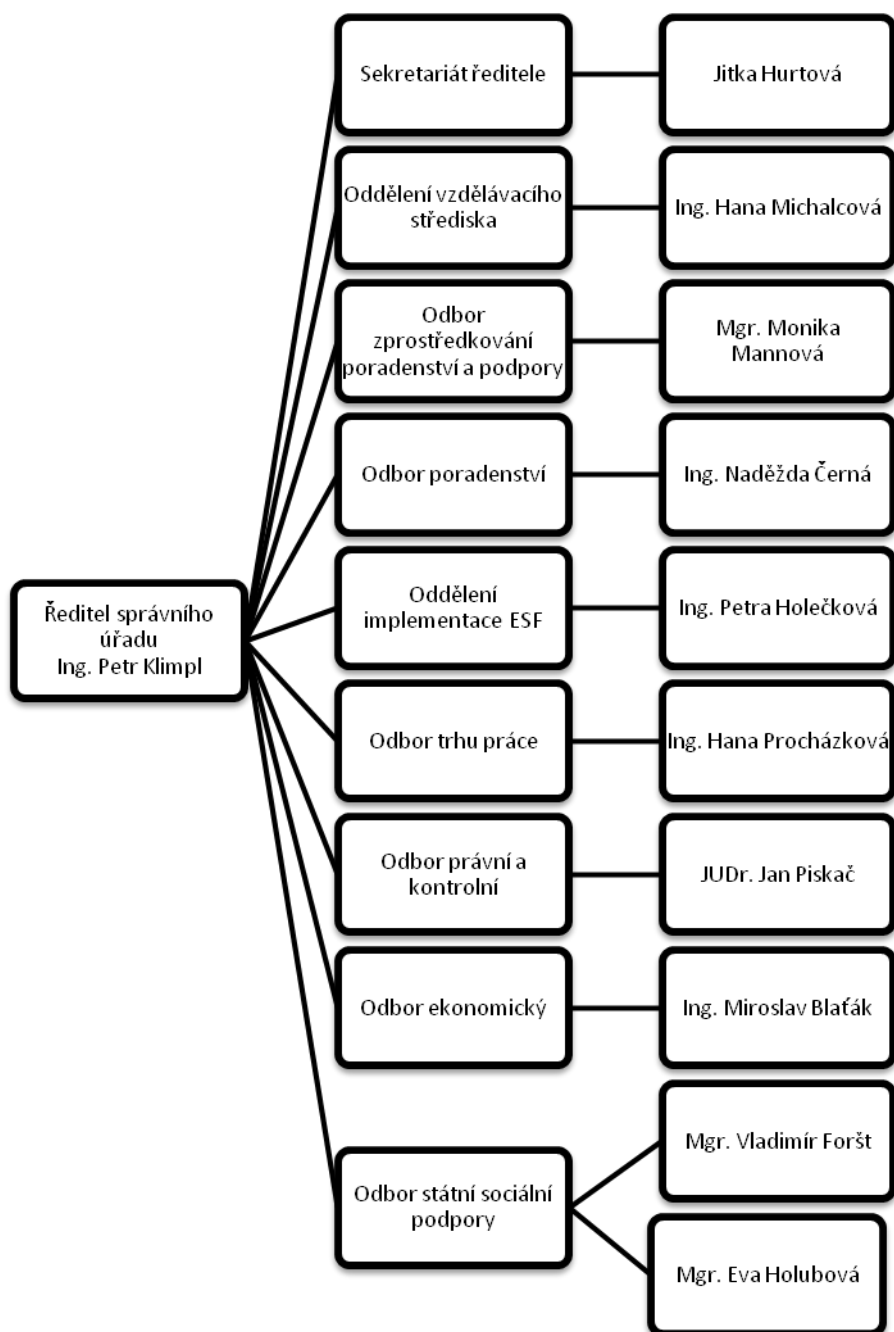 Sekretariát ředitele
Jitka Hurtová
Oddělení vzdělávacího
střediska
Ing. Hana Michalcová
Odbor
zprostředkování
poradenství a podpory
Mgr. Monika
Mannová
Odbor poradenství
Ing. Naděžda Černá
Ředitel správního
úřadu
Ing. Petr Klimpl
Oddělení
implementace ESF
Ing. Petra Holečková
Odbor trhu práce
Ing. Hana Procházková
Odbor právní a
kontrolní
JUDr. Jan Piskač
Odbor ekonomický
Ing. Miroslav Blaťák
Odbor státní sociální
podpory
Mgr. Vladimír Foršt
Mgr. Eva Holubová